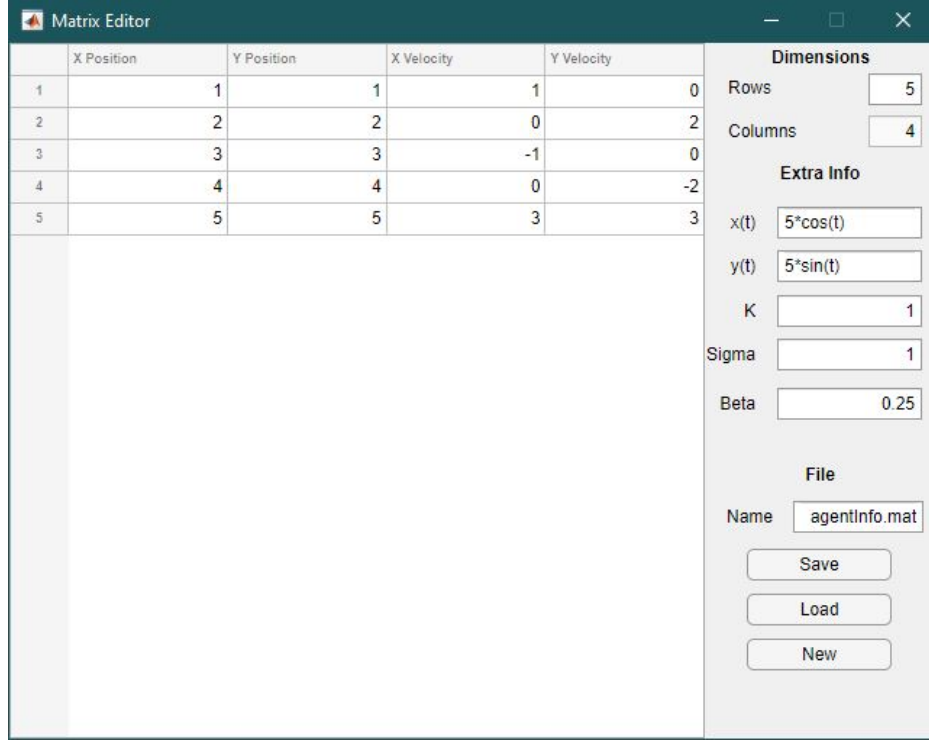 Matrix Editor
X Position Y Position X Velocity Y Velocity
1 1 1 1 0
2 2 2 0 2
3 3 3 -1 0
4 4 4 0 -2
5 5 5 3 3
Dimensions
Rows 5
Columns 4
Extra Info
x(t) 5*cos(t)
y(t) 5*sin(t)
K 1
Sigma 1
Beta 0.25
File
Name agentInfo.mat
Save
Load
New